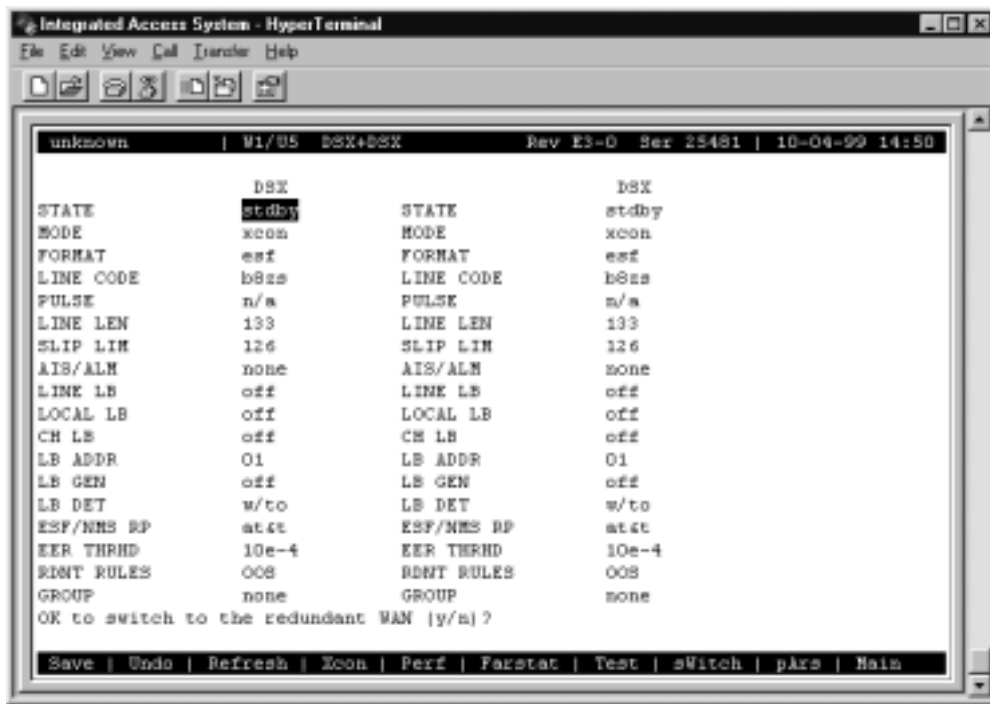 Integrated Access System - HyperTerminal
File Edit View Call Transfer Help
unknown | W1/U5 DSX+DSX Rev E3-0 Ser 25481 | 10-04-99 14:50
DSX DSX
STATE stdby STATE stdby
MODE xcon MODE xcon
FORMAT esf FORMAT esf
LINE CODE b8zs LINE CODE b8zs
PULSE n/a PULSE n/a
LINE LEN 133 LINE LEN 133
SLIP LIM 126 SLIP LIM 126
AIS/ALM none AIS/ALM none
LINE LB off LINE LB off
LOCAL LB off LOCAL LB off
CH LB off CH LB off
LB ADDR 01 LB ADDR 01
LB GEN off LB GEN off
LB DET w/to LB DET w/to
ESF/NMS RP at&t ESF/NMS RP at&t
EER THRHD 10e-4 EER THRHD 10e-4
RDNT RULES OOS RDNT RULES OOS
GROUP none GROUP none
OK to switch to the redundant WAN (y/n)?
Save | Undo | Refresh | Xcon | Perf | Farstat | Test | sWitch | pArs | Main